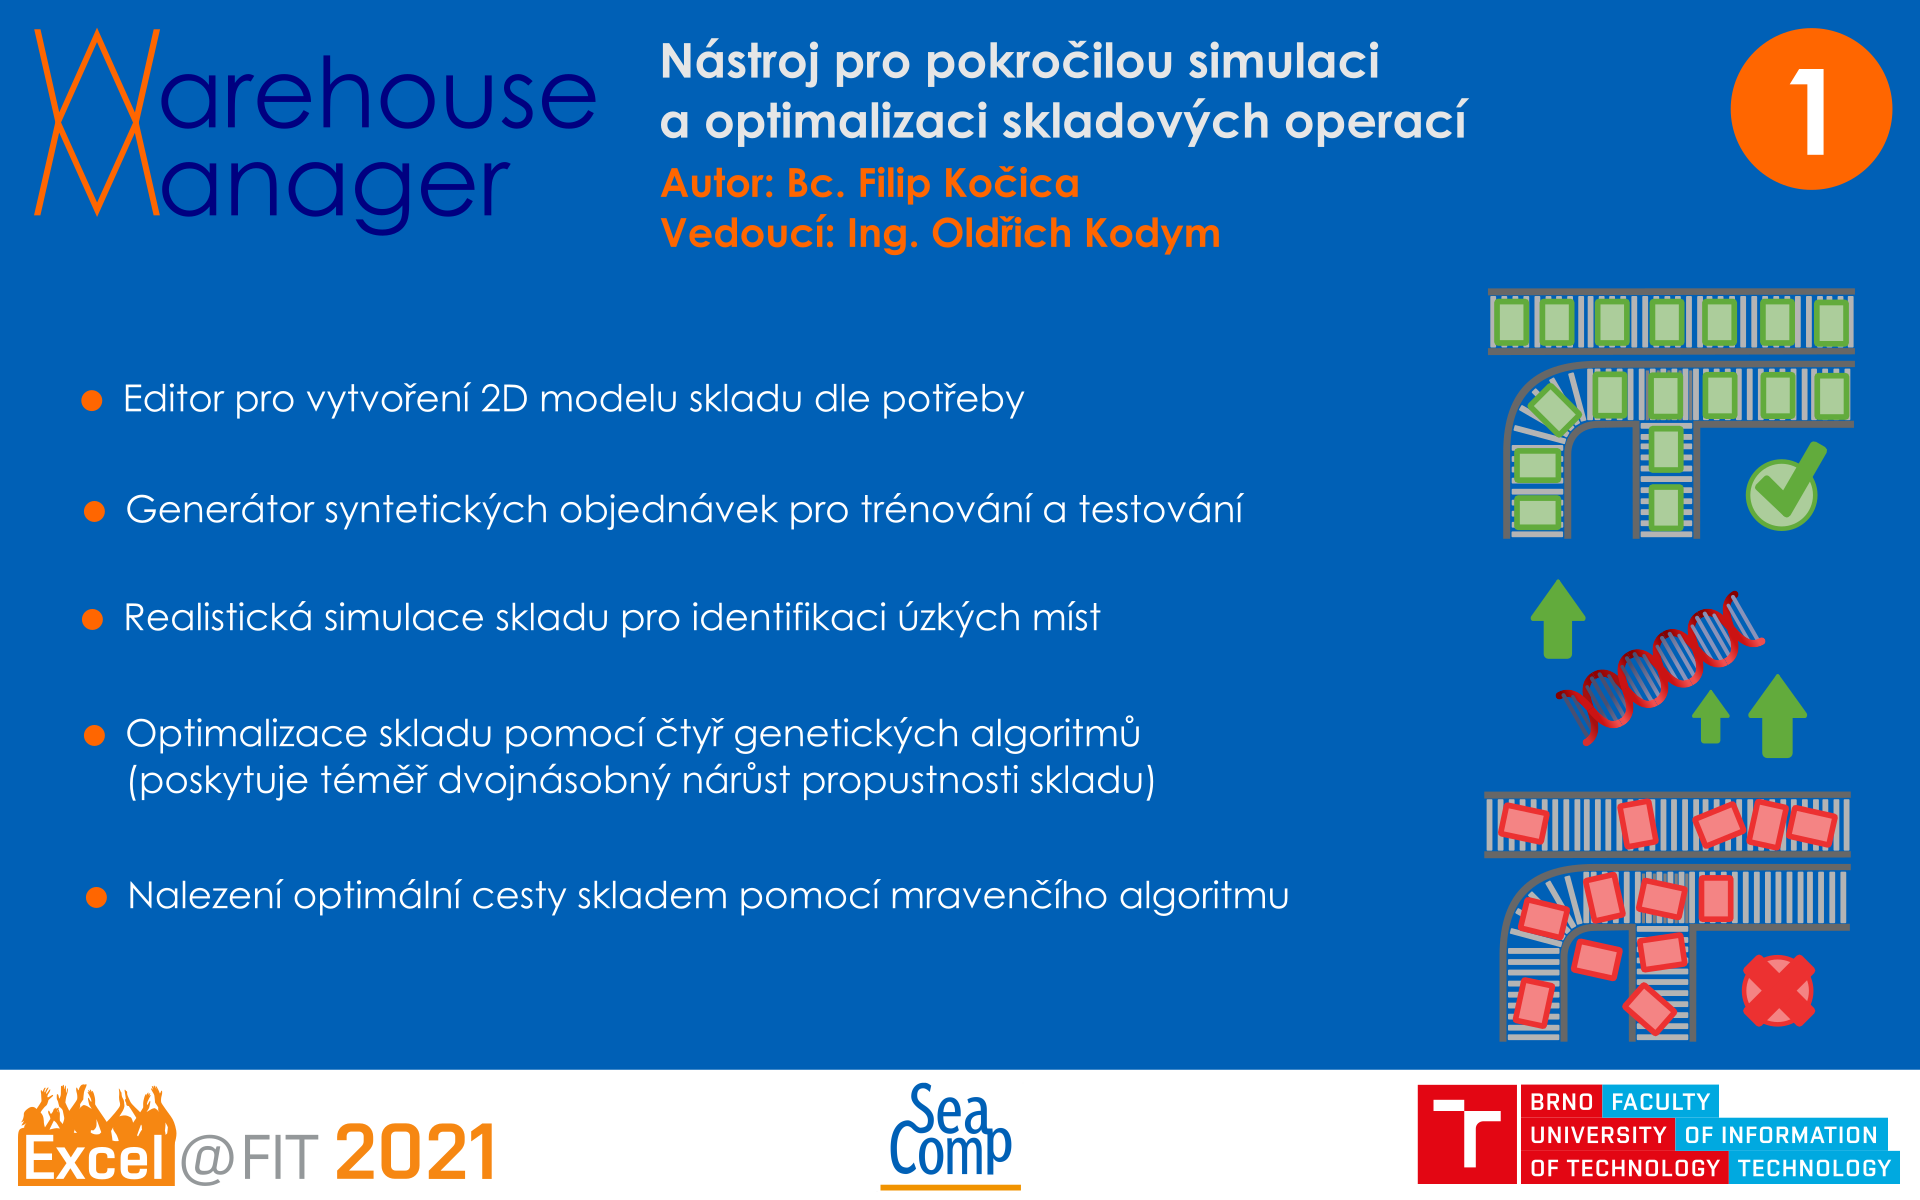 Warehouse
Manager
Nástroj pro pokročilou simulaci
a optimalizaci skladových operací
Autor: Bc. Filip Kočica
Vedoucí: Ing. Oldřich Kodym
1
Editor pro vytvoření 2D modelu skladu dle potřeby
Generátor syntetických objednávek pro trénování a testování
Realistická simulace skladu pro identifikaci úzkých míst
Optimalizace skladu pomocí čtyř genetických algoritmů
(poskytuje téměř dvojnásobný nárůst propustnosti skladu)
Nalezení optimální cesty skladem pomocí mravenčího algoritmu
Excel@FIT 2021
Sea
Comp
T
BRNO FACULTY
UNIVERSITY OF INFORMATION
OF TECHNOLOGY TECHNOLOGY